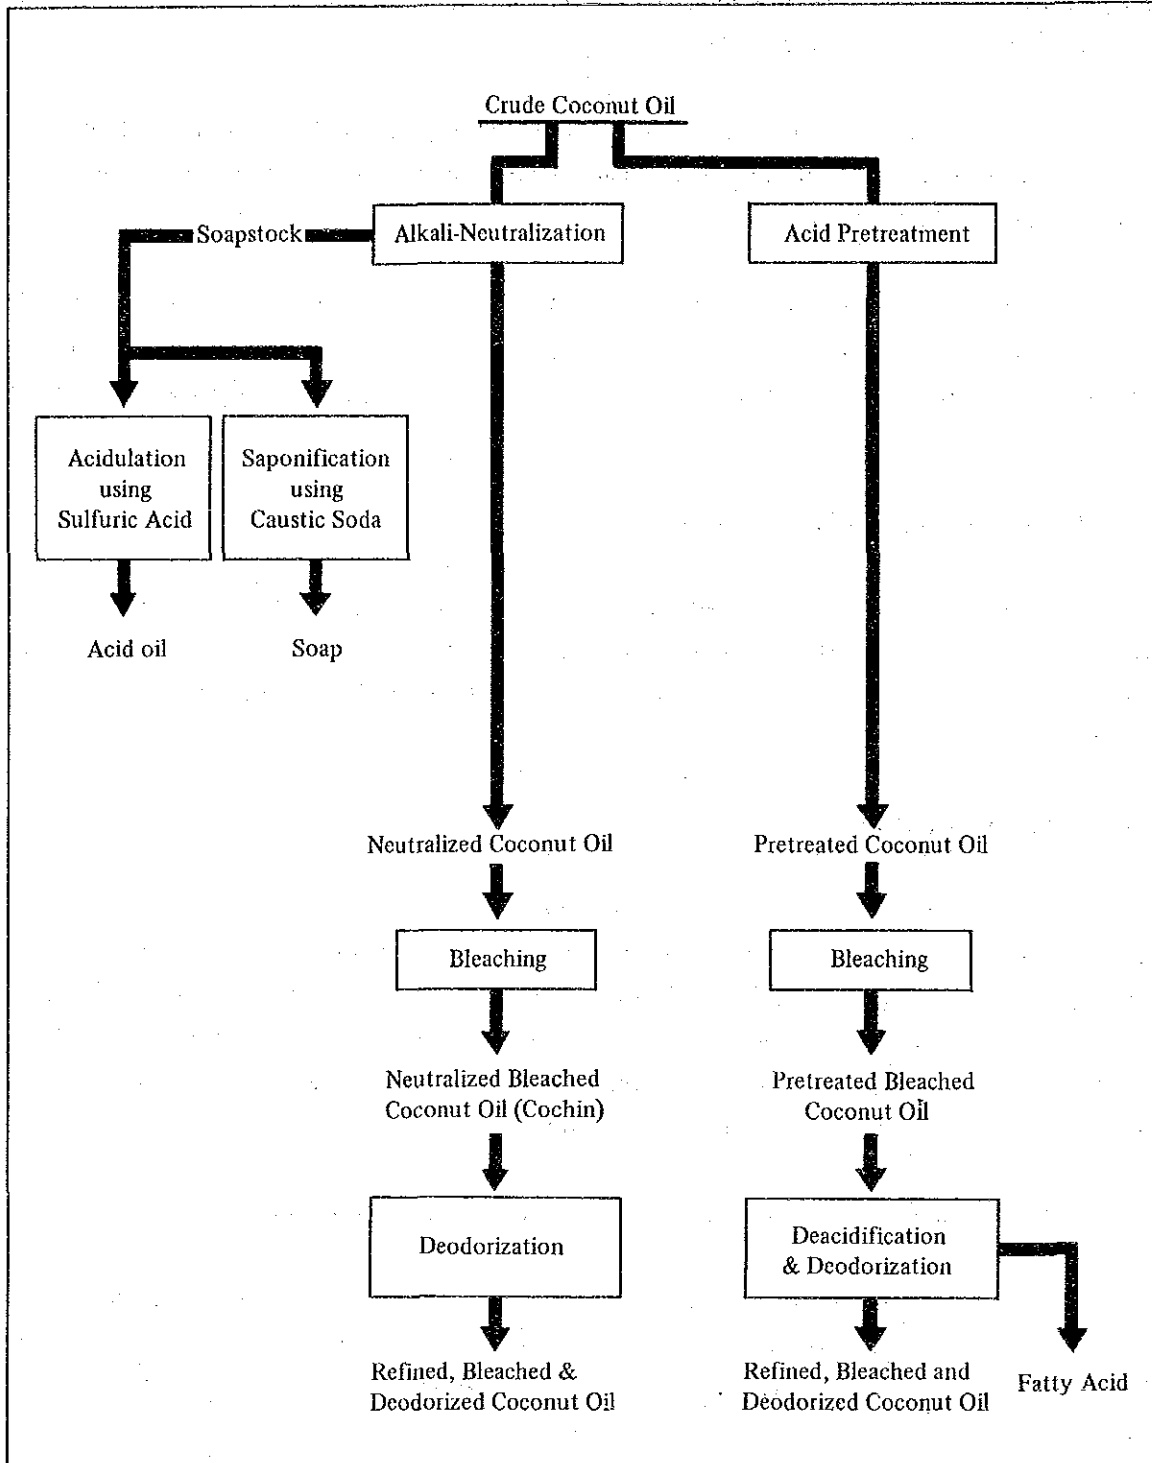 Crude Coconut Oil
Soapstock
Alkali-Neutralization
Acid Pretreatment
Acidulation
using
Sulfuric Acid
Saponification
using
Caustic Soda
Acid oil
Soap
Neutralized Coconut Oil
Pretreated Coconut Oil
Bleaching
Bleaching
Neutralized Bleached
Coconut Oil (Cochin)
Pretreated Bleached
Coconut Oil
Deodorization
Deacidification
& Deodorization
Refined, Bleached &
Deodorized Coconut Oil
Refined, Bleached and
Deodorized Coconut Oil
Fatty Acid